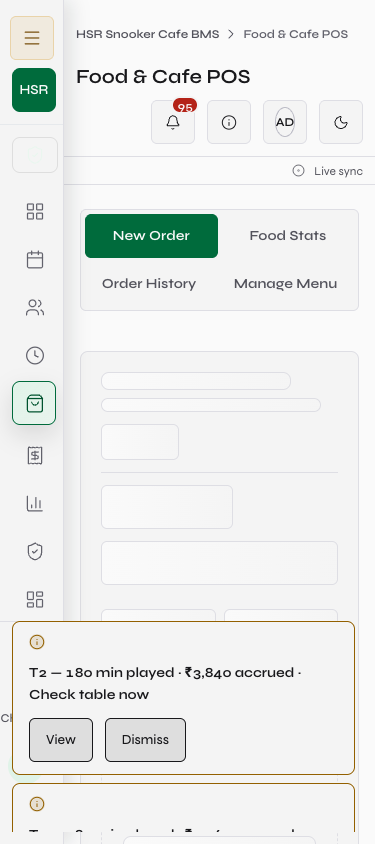 HSR Snooker Cafe BMS > Food & Cafe POS
HSR
Food & Cafe POS
95
AD
Live sync
New Order
Food Stats
Order History
Manage Menu
T2 — 180 min played · ₹3,840 accrued ·
Check table now
View
Dismiss